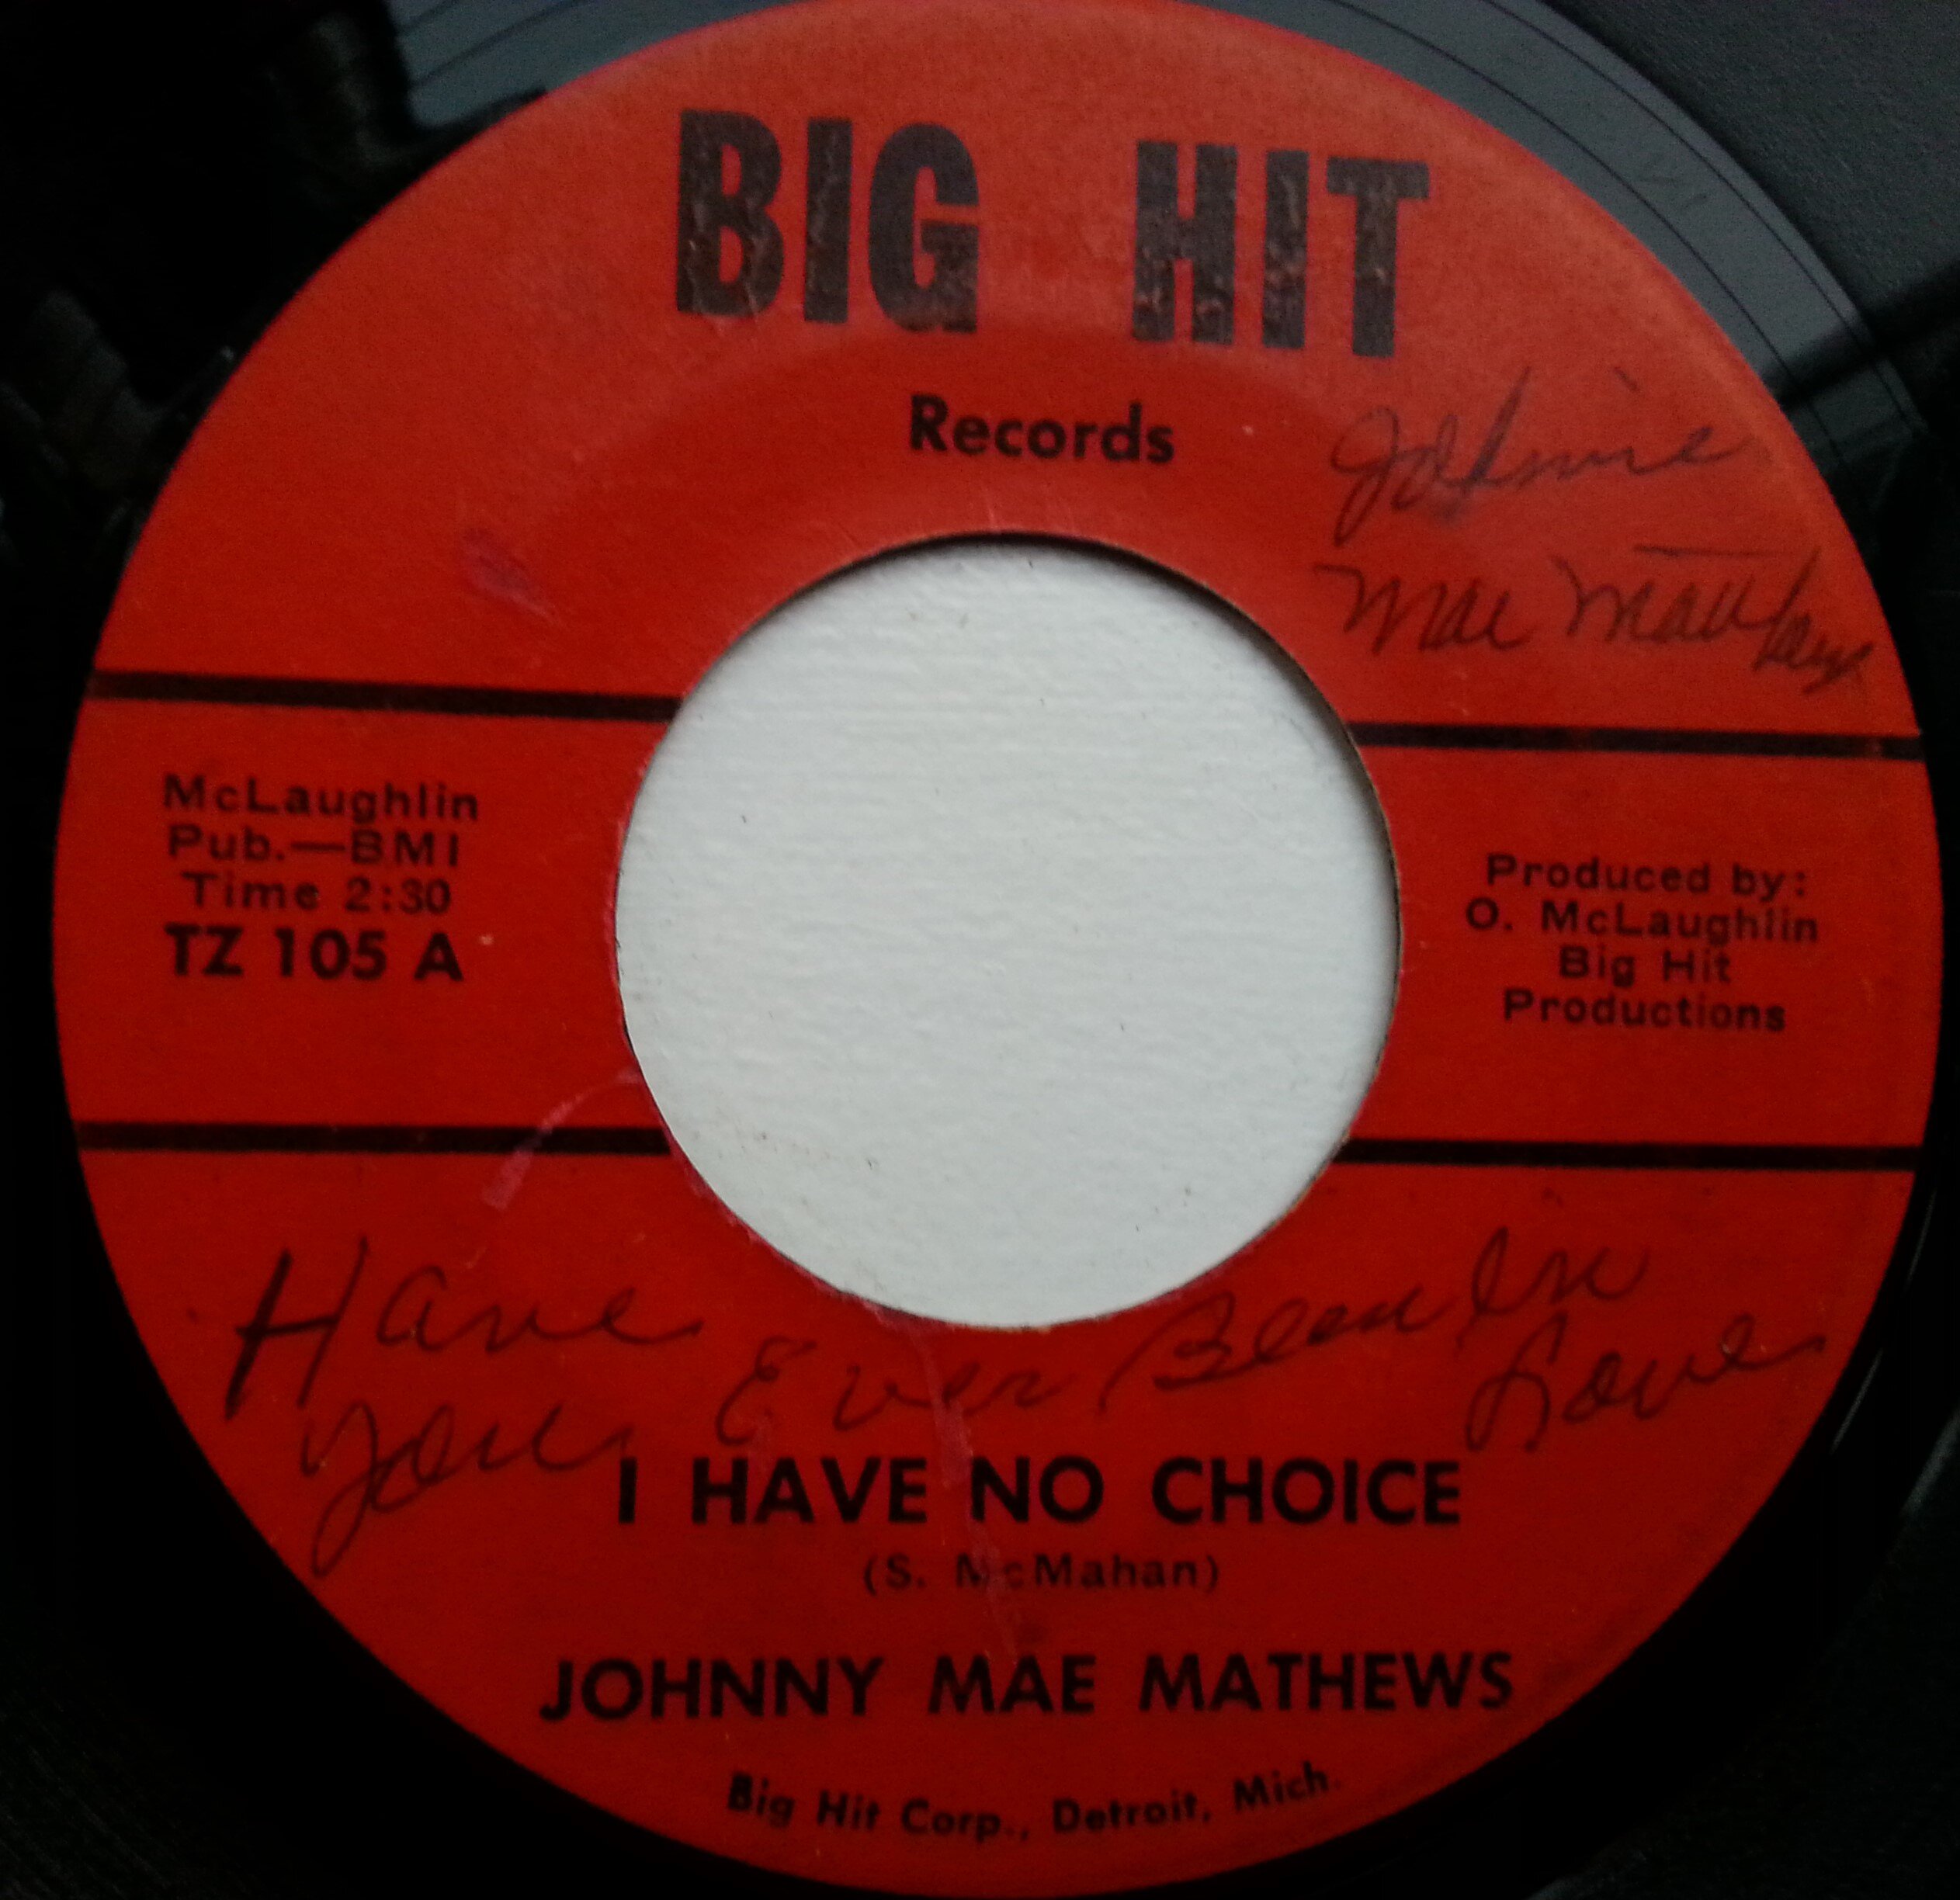 BIG HIT
Records
Johnnie
Mae Matthews
McLaughlin
Pub.—BMI
Time 2:30
TZ 105 A
Produced by:
O. McLaughlin
Big Hit
Productions
Have Ever Been In
You Love
I HAVE NO CHOICE
(S. McMahan)
JOHNNY MAE MATHEWS
Big Hit Corp., Detroit, Mich.